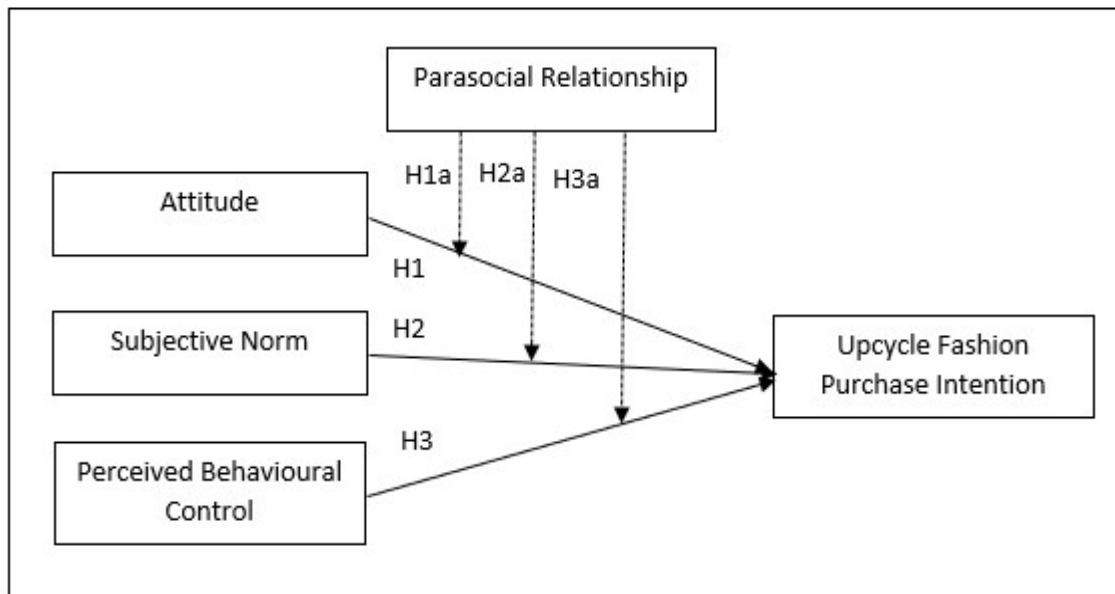 Parasocial Relationship
H1a
H2a
H3a
Attitude
H1
Subjective Norm
H2
Upcycle Fashion
Purchase Intention
H3
Perceived Behavioural
Control